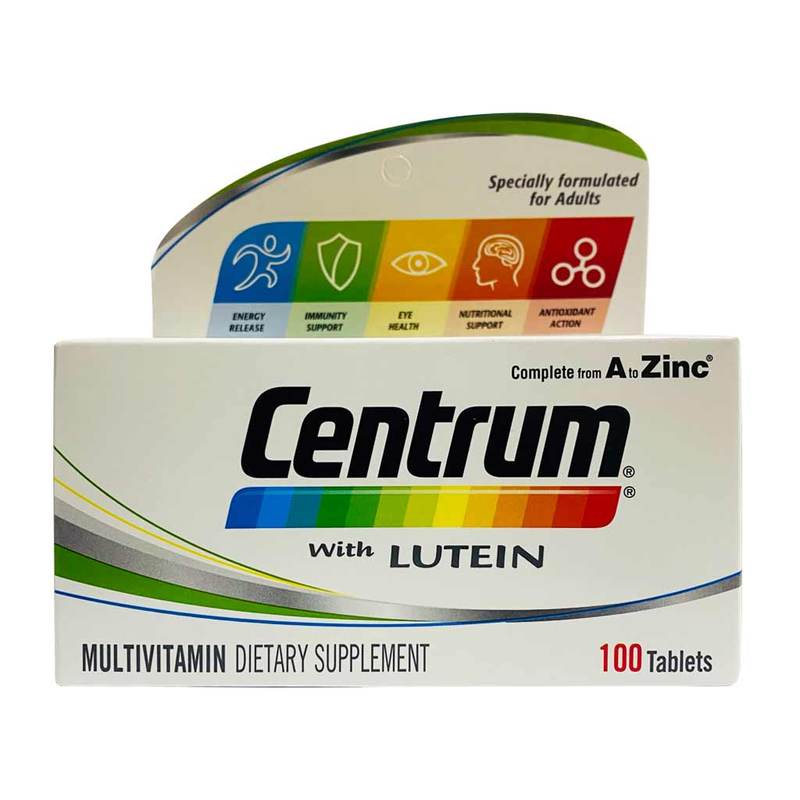 Specially formulated
for Adults
ENERGY
RELEASE
IMMUNITY
SUPPORT
EYE
HEALTH
NUTRITIONAL
SUPPORT
ANTIOXIDANT
ACTION
Complete from A to Zinc®
Centrum®
®
With LUTEIN
MULTIVITAMIN DIETARY SUPPLEMENT
100 Tablets